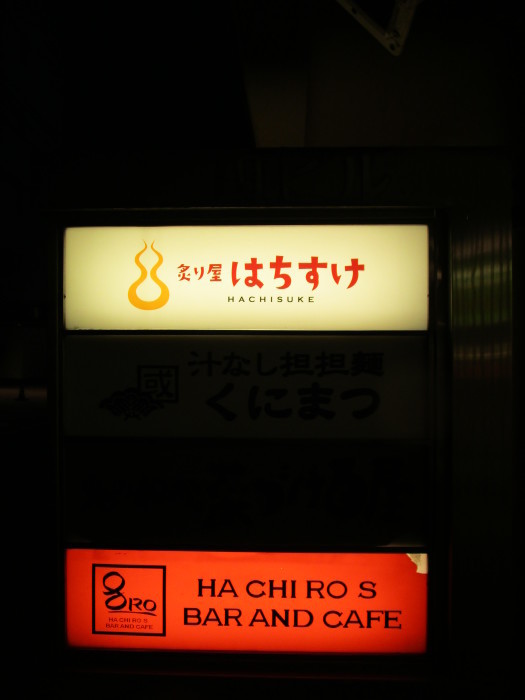 炙り屋 はちすけ
HACHISUKE
汁なし担担麺
國
くにまつ
8RO
HA CHI RO S
BAR AND CAFE
HA CHI RO S
BAR AND CAFE